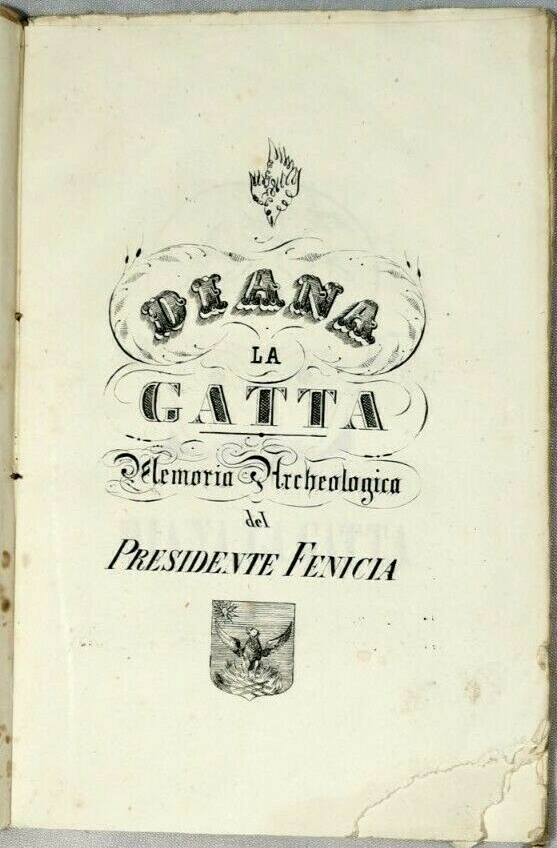 DIANA
LA
GATTA
Memoria Archeologica
del
PRESIDENTE FENICIA